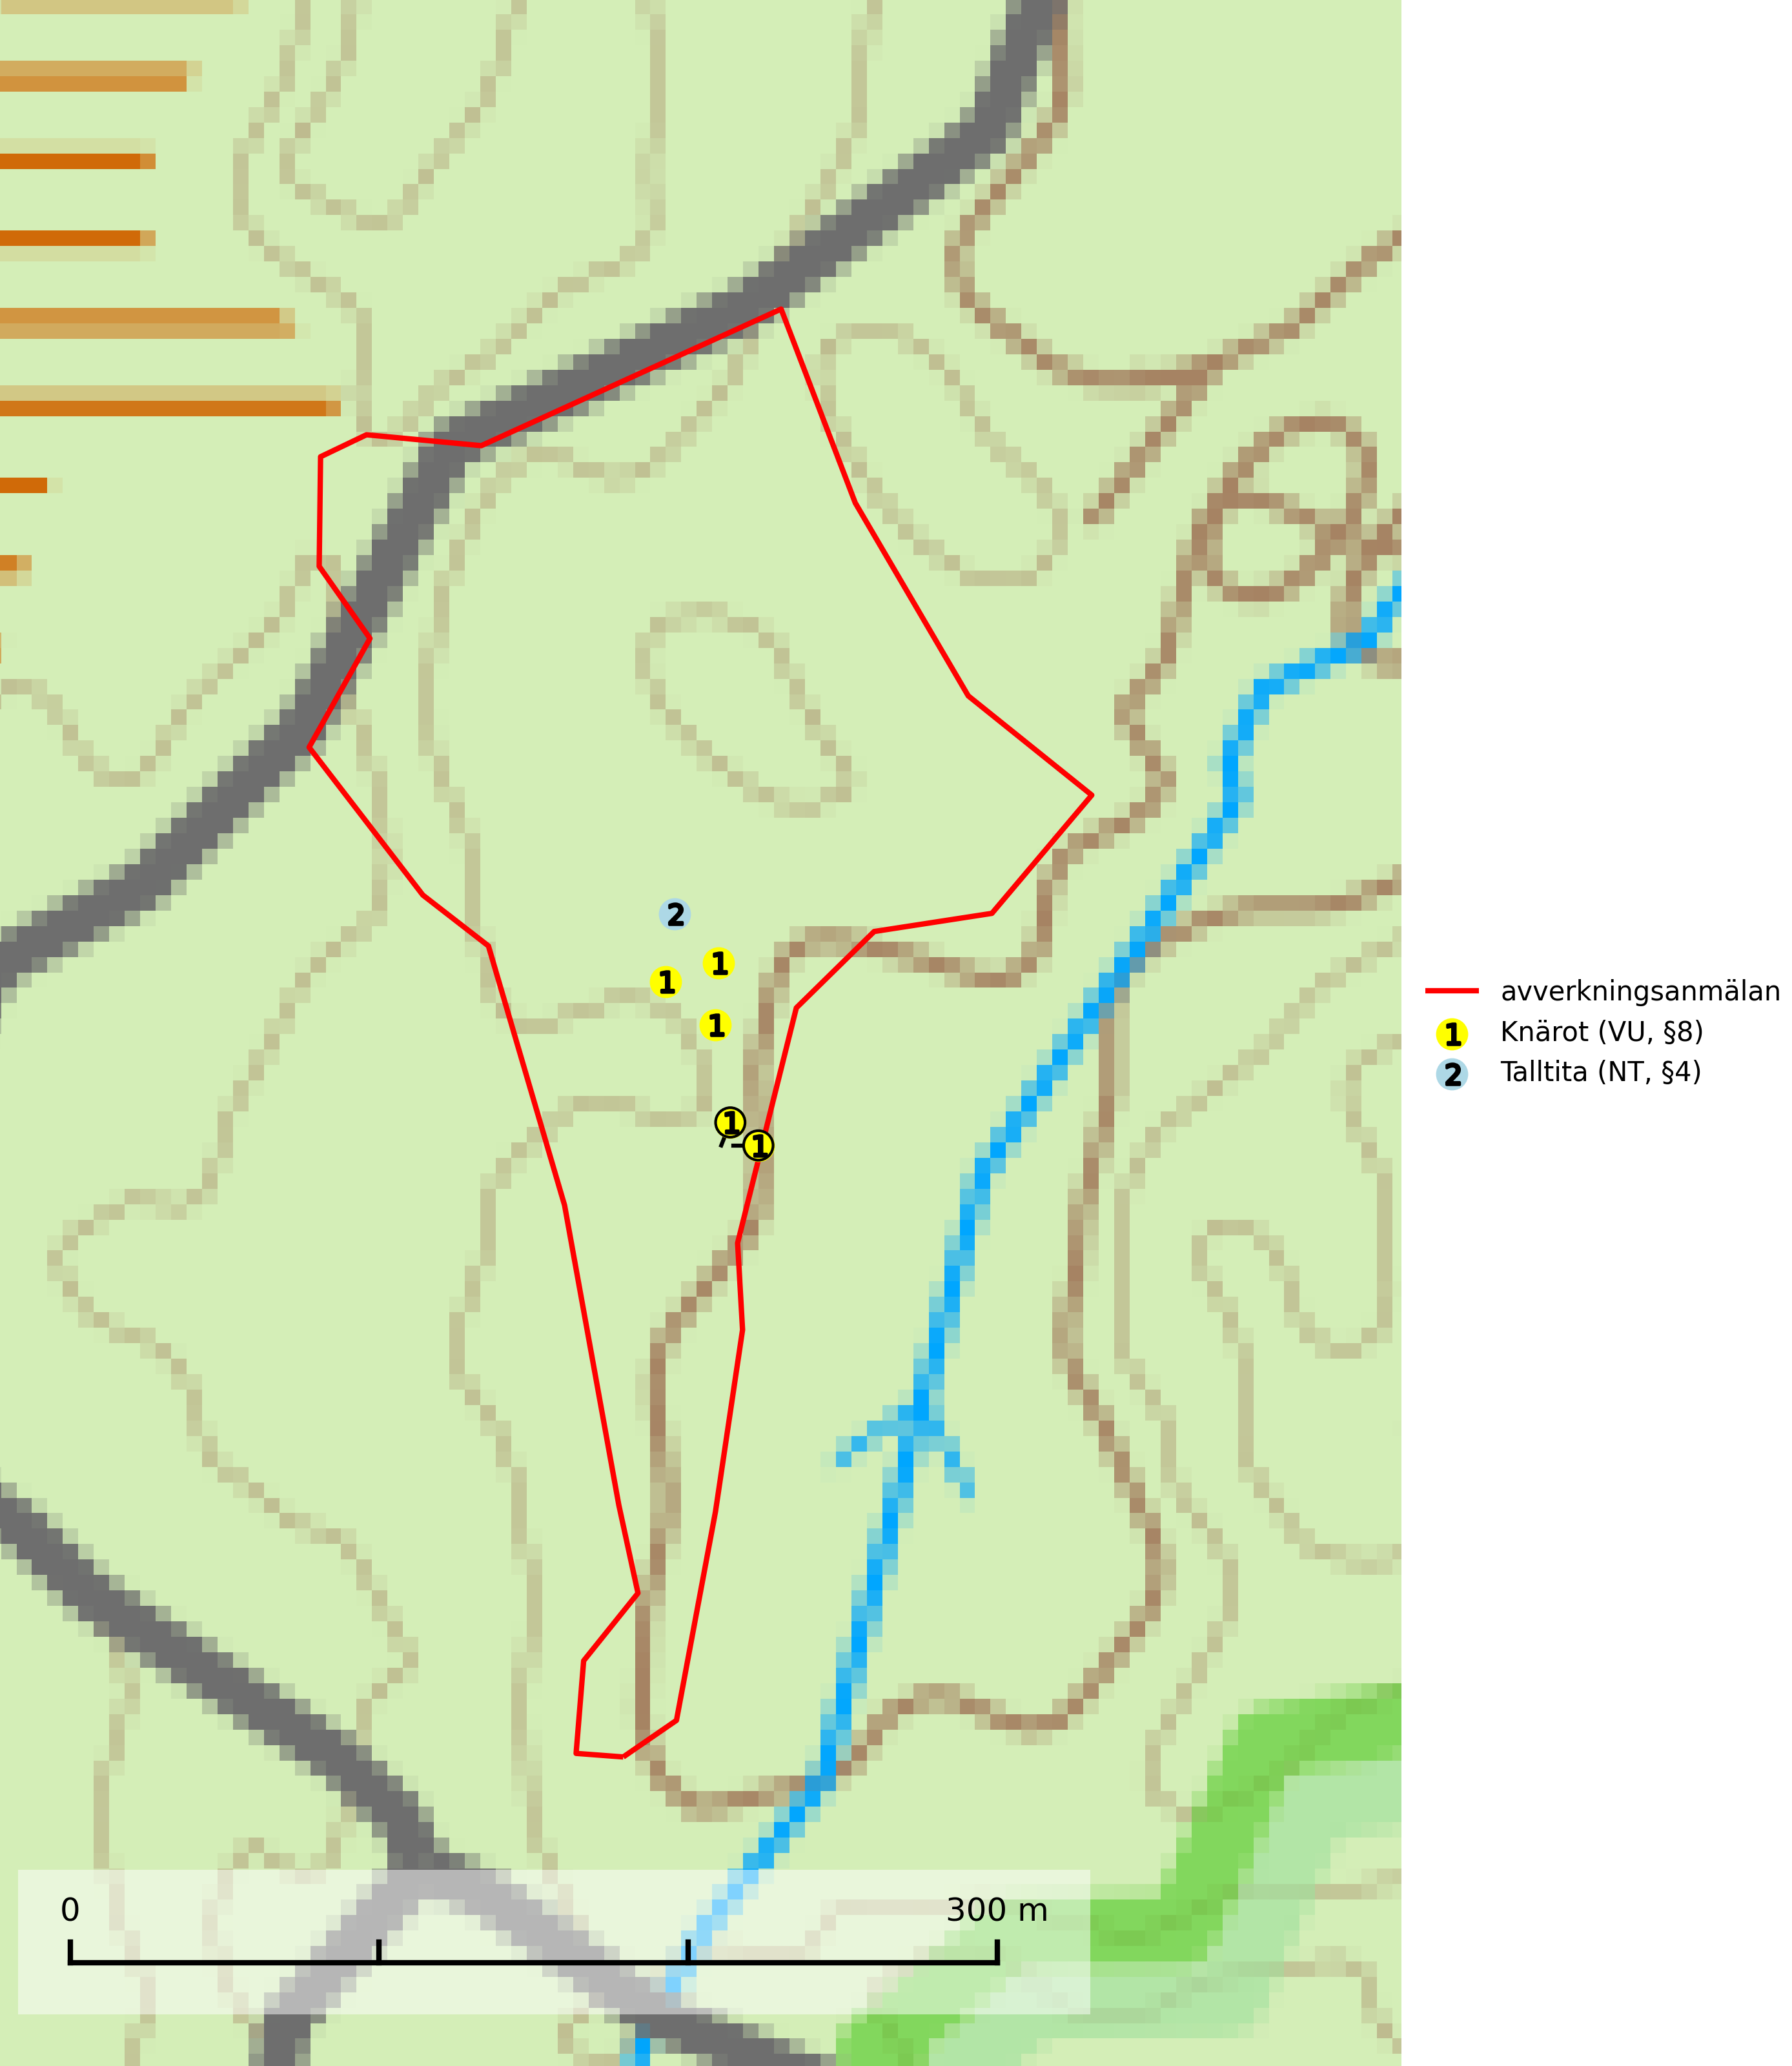 2
1
1
1
1
1
avverkningsanmälan
1 Knärot (VU, §8)
2 Talltita (NT, §4)
0 300 m